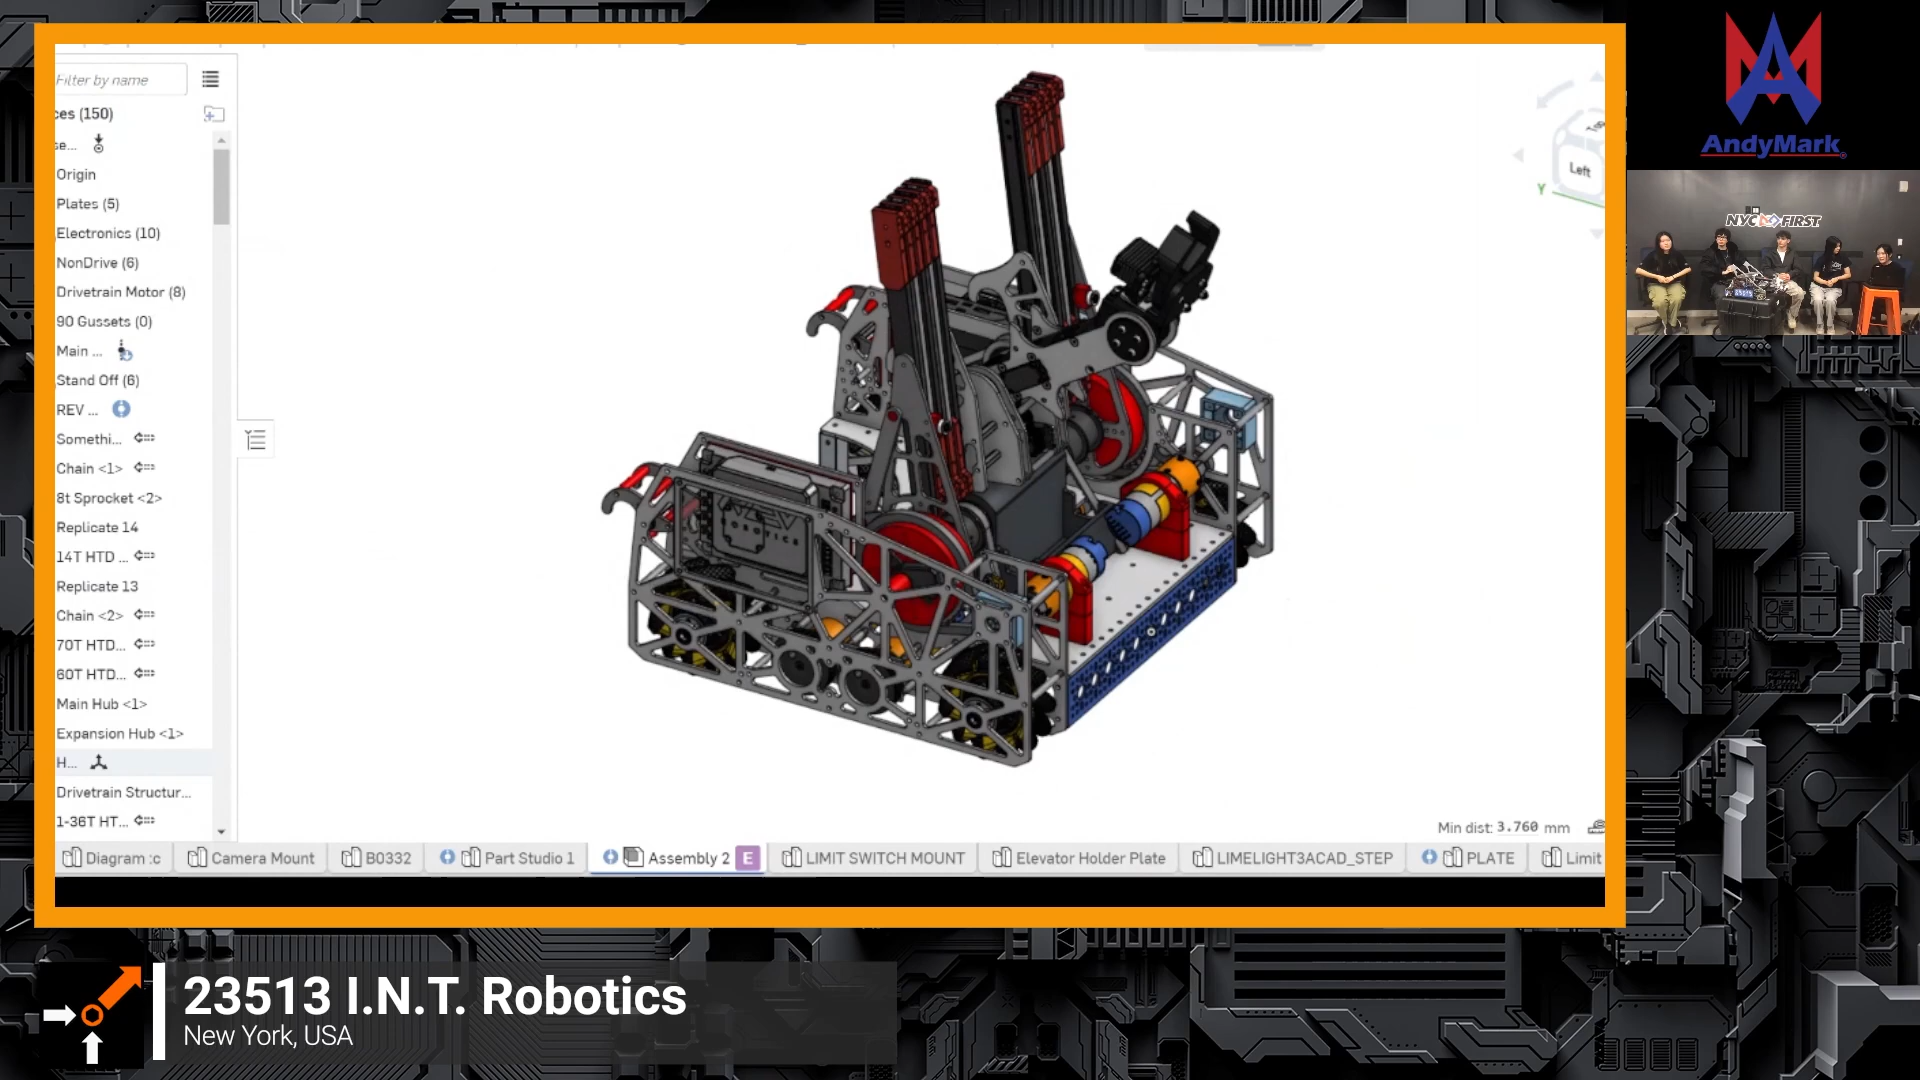 Filter by name
ces (150)
se...
Origin
Plates (5)
Electronics (10)
NonDrive (6)
Drivetrain Motor (8)
90 Gussets (0)
Main ...
Stand Off (6)
REV ...
Somethi...
Chain <1>
8t Sprocket <2>
Replicate 14
14T HTD ...
Replicate 13
Chain <2>
70T HTD...
60T HTD...
Main Hub <1>
Expansion Hub <1>
H...
Drivetrain Structur...
1-36T HT...
Top
Left
Y
Min dist: 3.760 mm
Diagram :c
Camera Mount
B0332
Part Studio 1
Assembly 2 E
LIMIT SWITCH MOUNT
Elevator Holder Plate
LIMELIGHT3ACAD_STEP
PLATE
Limit
AndyMark
NYC FIRST
23513 I.N.T. Robotics
New York, USA